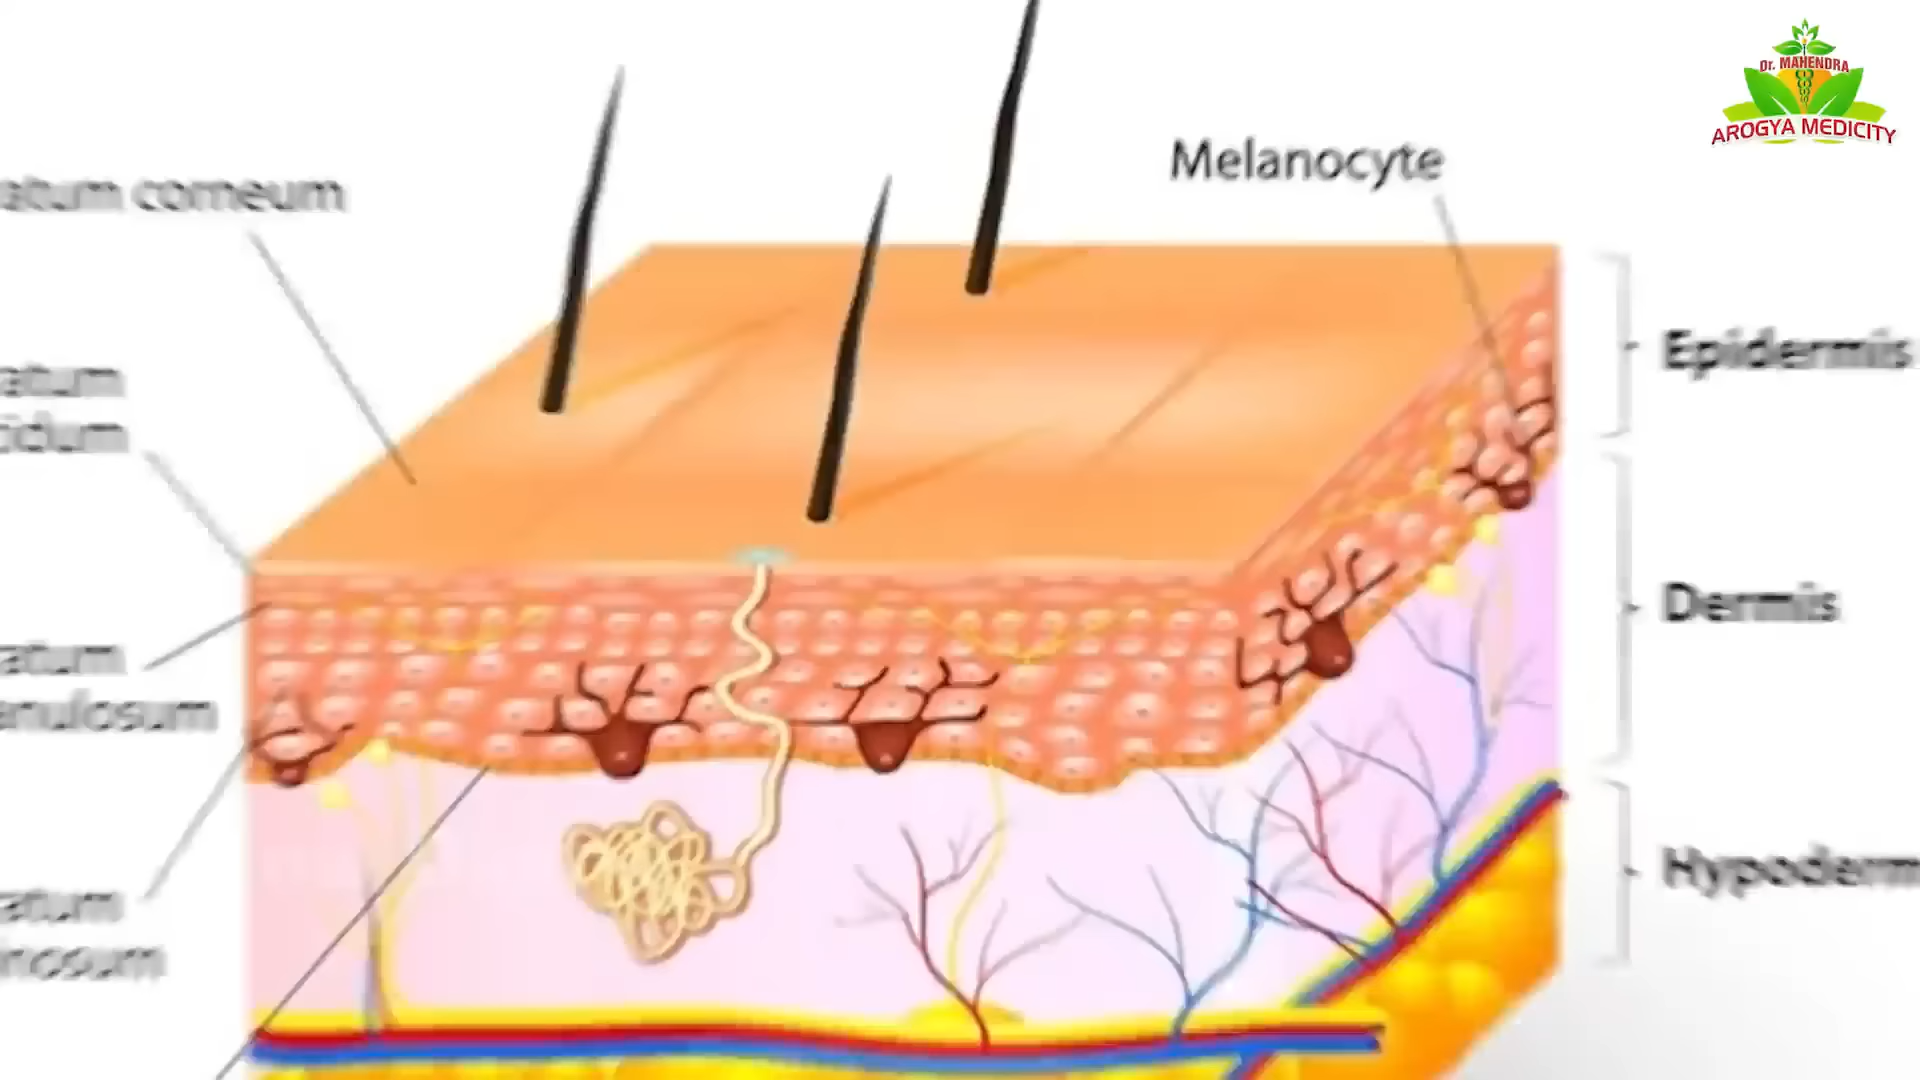 Dr. MAHENDRA
AROGYA MEDICITY
Melanocyte
atum corneum
Epidermis
atum
cidum
Dermis
atum
anulosum
Hypoderm
atum
inosum